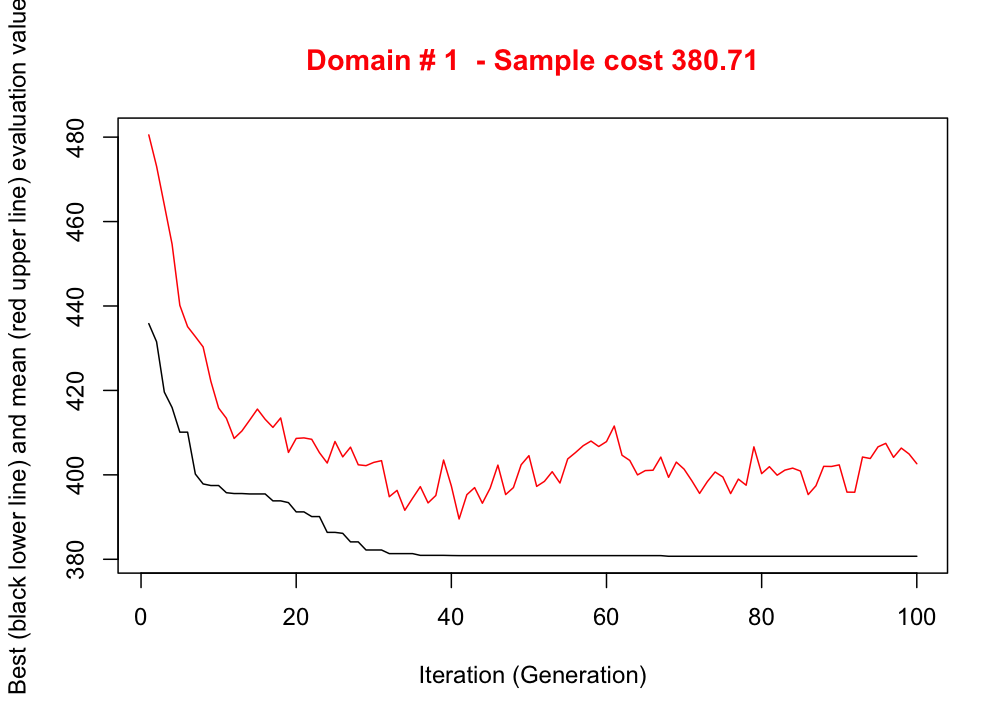 Domain # 1 - Sample cost 380.71
Best (black lower line) and mean (red upper line) evaluation value
480
460
440
420
400
380
0 20 40 60 80 100
Iteration (Generation)